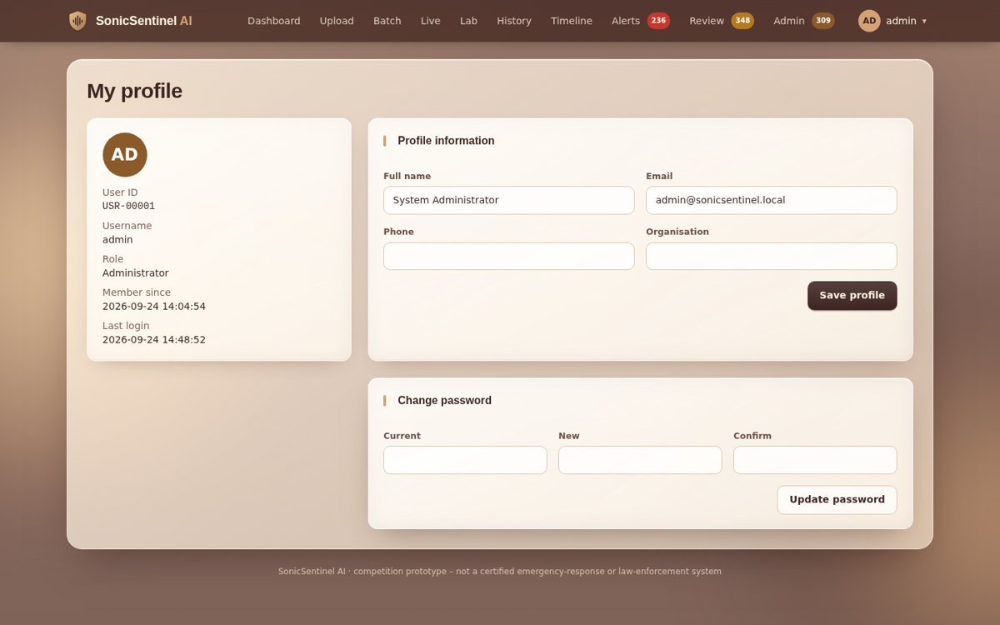 SonicSentinel AI Dashboard Upload Batch Live Lab History Timeline Alerts 236 Review 348 Admin 309 AD admin ▾
My profile
AD
User ID
USR-00001
Username
admin
Role
Administrator
Member since
2026-09-24 14:04:54
Last login
2026-09-24 14:48:52
Profile information
Full name Email
System Administrator admin@sonicsentinel.local
Phone Organisation
Save profile
Change password
Current New Confirm
Update password
SonicSentinel AI · competition prototype – not a certified emergency-response or law-enforcement system